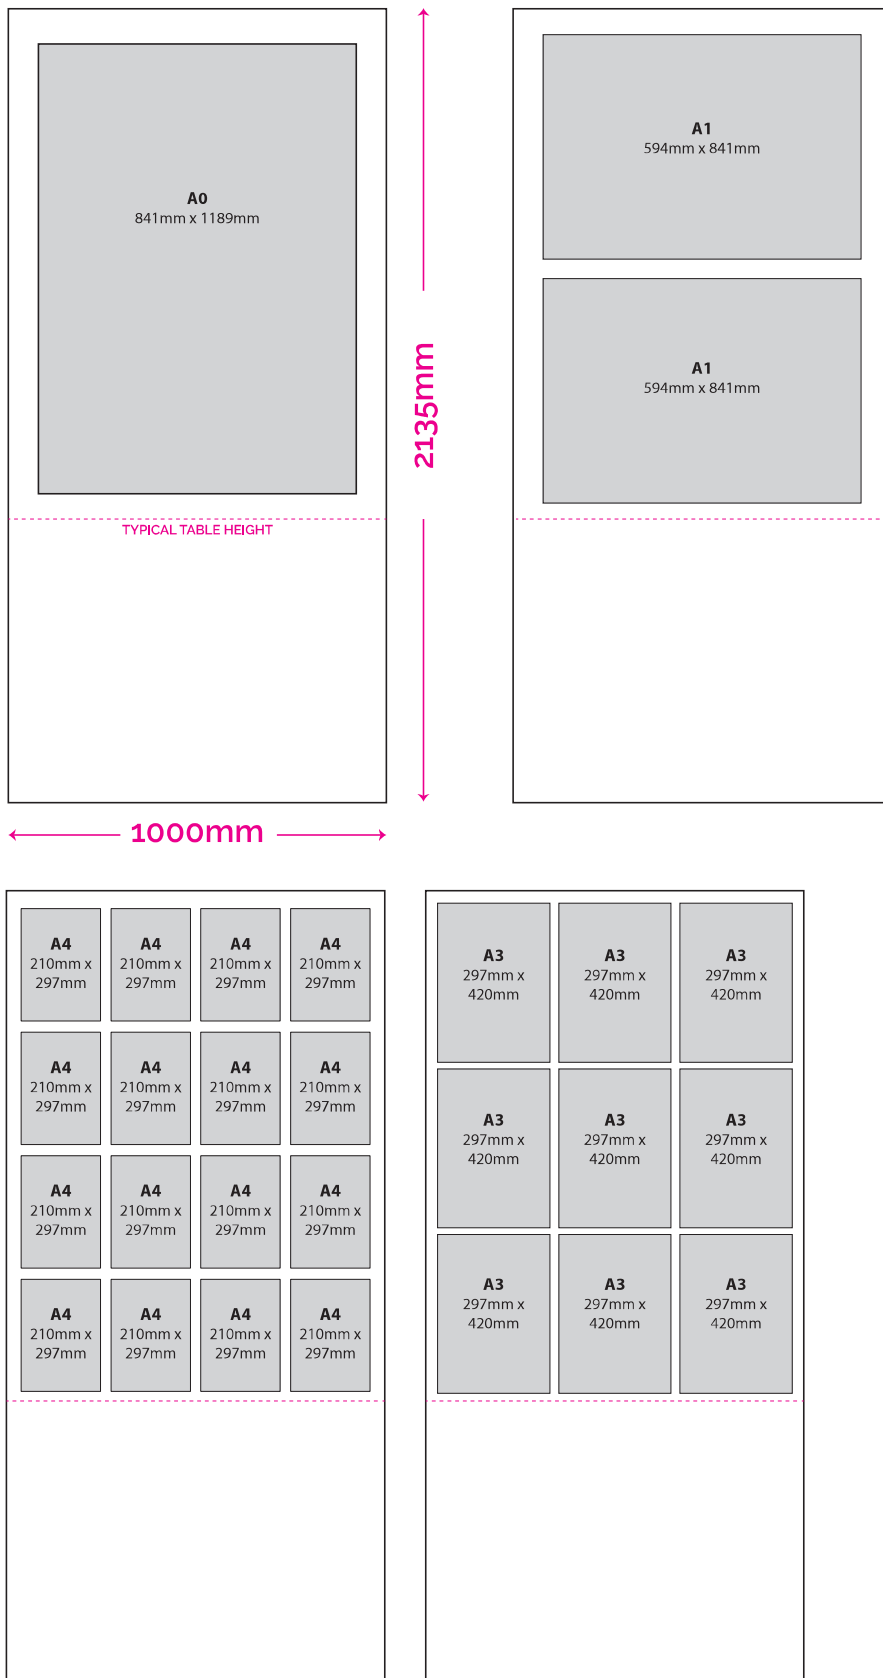 A0
841mm x 1189mm
TYPICAL TABLE HEIGHT
2135mm
1000mm
A1
594mm x 841mm
A1
594mm x 841mm
A4
210mm x
297mm
A4
210mm x
297mm
A4
210mm x
297mm
A4
210mm x
297mm
A4
210mm x
297mm
A4
210mm x
297mm
A4
210mm x
297mm
A4
210mm x
297mm
A4
210mm x
297mm
A4
210mm x
297mm
A4
210mm x
297mm
A4
210mm x
297mm
A4
210mm x
297mm
A4
210mm x
297mm
A4
210mm x
297mm
A4
210mm x
297mm
A3
297mm x
420mm
A3
297mm x
420mm
A3
297mm x
420mm
A3
297mm x
420mm
A3
297mm x
420mm
A3
297mm x
420mm
A3
297mm x
420mm
A3
297mm x
420mm
A3
297mm x
420mm